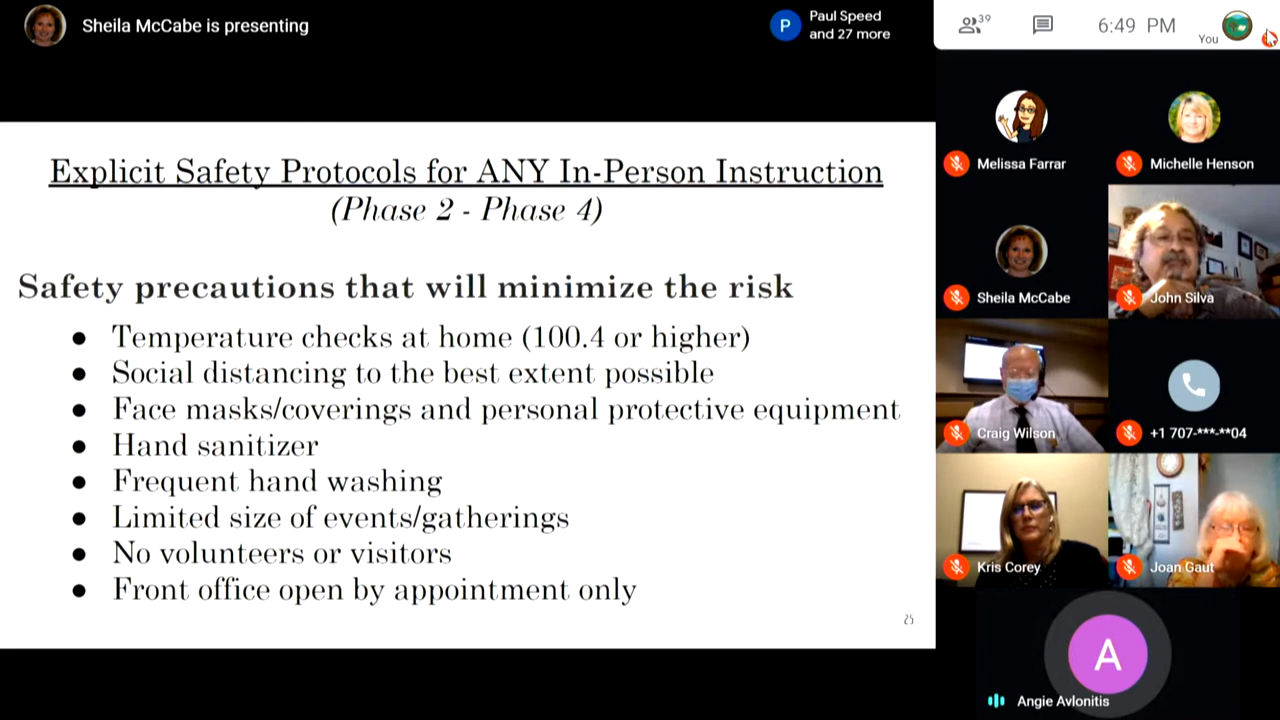 Sheila McCabe is presenting
P
Paul Speed
and 27 more
39
6:49 PM
You
Explicit Safety Protocols for ANY In-Person Instruction
(Phase 2 - Phase 4)
Safety precautions that will minimize the risk
● Temperature checks at home (100.4 or higher)
● Social distancing to the best extent possible
● Face masks/coverings and personal protective equipment
● Hand sanitizer
● Frequent hand washing
● Limited size of events/gatherings
● No volunteers or visitors
● Front office open by appointment only
25
Melissa Farrar
Michelle Henson
Sheila McCabe
John Silva
Craig Wilson
+1 707-***-**04
Kris Corey
Joan Gaut
A
Angie Avlonitis